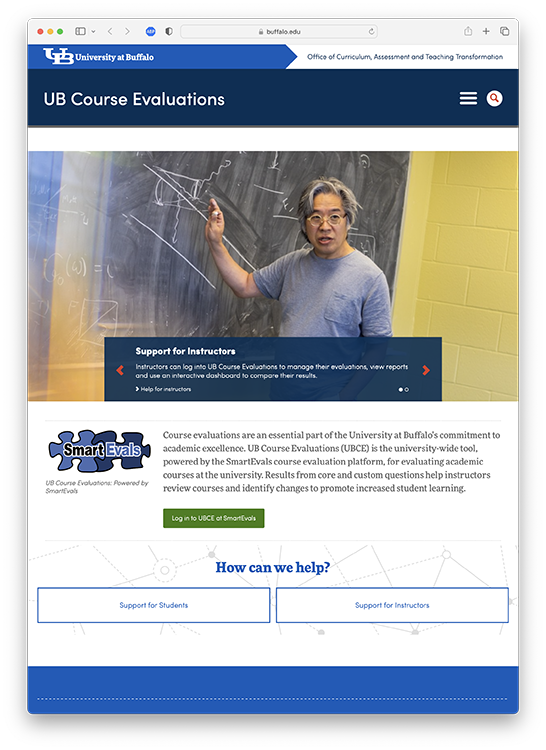 buffalo.edu
UB University at Buffalo
Office of Curriculum, Assessment and Teaching Transformation
UB Course Evaluations
Support for Instructors
Instructors can log into UB Course Evaluations to manage their evaluations, view reports
and use an interactive dashboard to compare their results.
Help for instructors
Smart Evals
UB Course Evaluations: Powered by
SmartEvals
Course evaluations are an essential part of the University at Buffalo's commitment to
academic excellence. UB Course Evaluations (UBCE) is the university-wide tool,
powered by the SmartEvals course evaluation platform, for evaluating academic
courses at the university. Results from core and custom questions help instructors
review courses and identify changes to promote increased student learning.
Log in to UBCE at SmartEvals
How can we help?
Support for Students
Support for Instructors